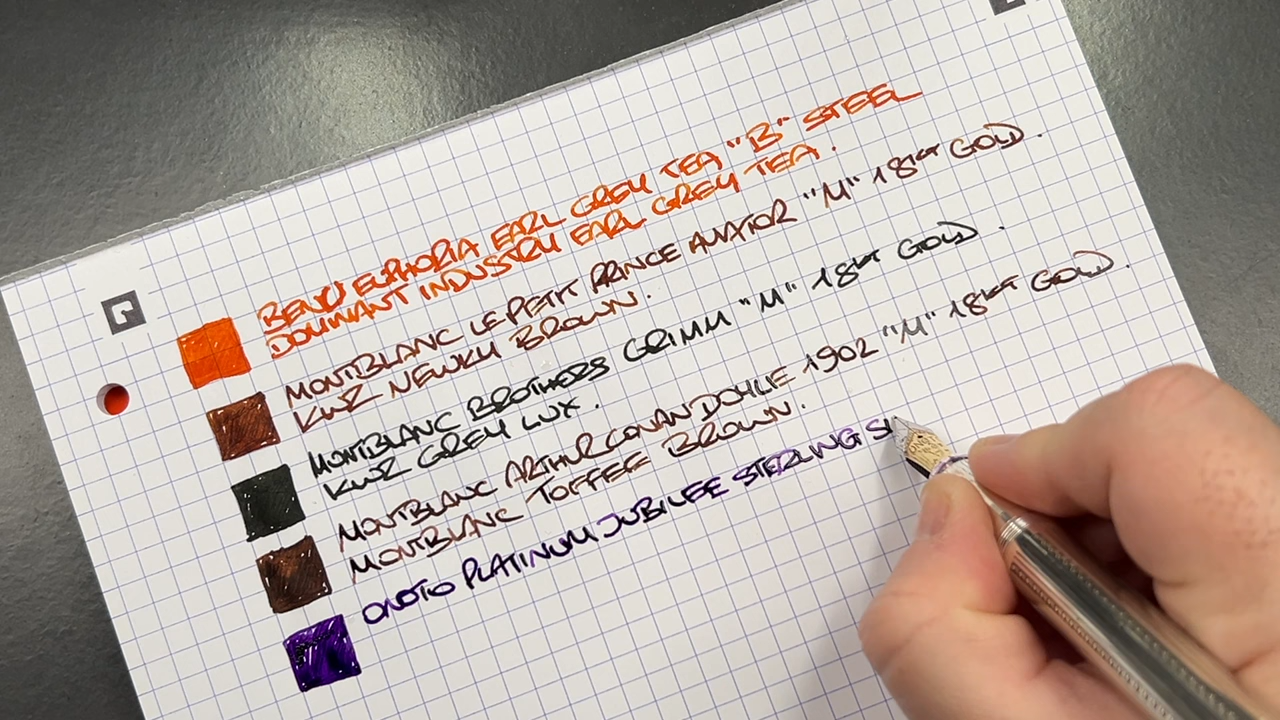 BENU EUPHORIA EARL GREY TEA "B" STEEL
DOMINANT INDUSTRY EARL GREY TEA.
MONTBLANC LE PETIT PRINCE AVIATOR "M" 18KT GOLD.
KWZ NEWKY BROWN.
MONTBLANC BROTHERS GRIMM "M" 18KT GOLD.
KWZ GREY LUX.
MONTBLANC ARTHUR CONAN DOYLE 1902 "M" 18KT GOLD.
MONTBLANC TOFFEE BROWN.
ONOTO PLATINUM JUBILEE STERLING SI